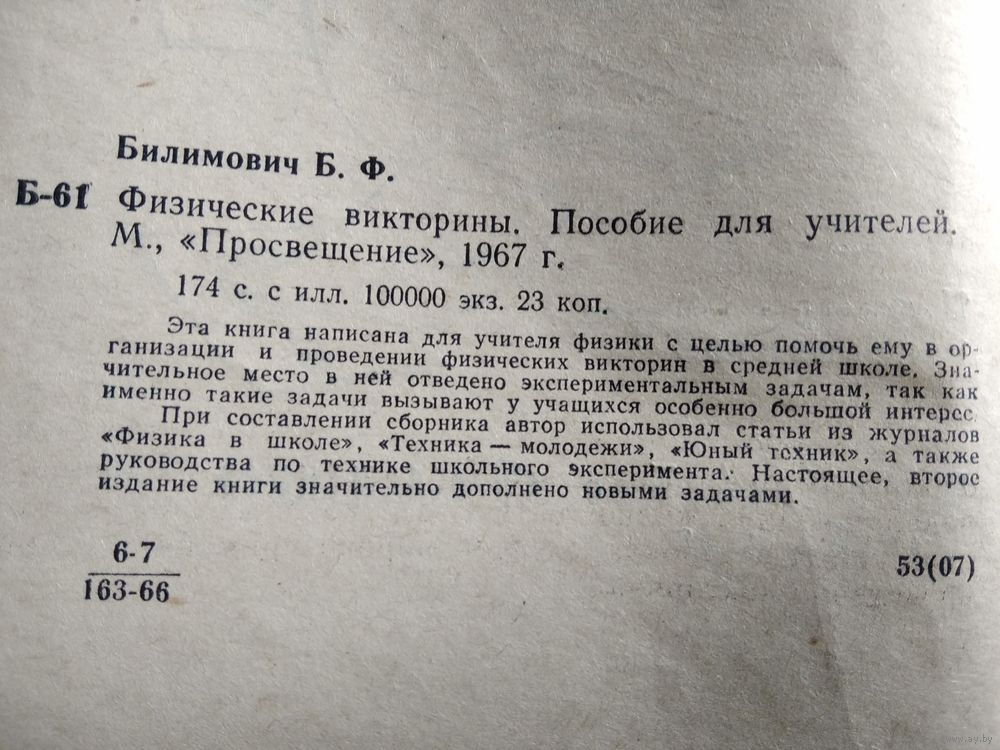 Билимович Б. Ф.
Б-61 Физические викторины. Пособие для учителей.
М., «Просвещение», 1967 г.
174 с. с илл. 100000 экз. 23 коп.
Эта книга написана для учителя физики с целью помочь ему в ор-
ганизации и проведении физических викторин в средней школе. Зна-
чительное место в ней отведено экспериментальным задачам, так как
именно такие задачи вызывают у учащихся особенно большой интерес.
При составлении сборника автор использовал статьи из журналов
«Физика в школе», «Техника — молодежи», «Юный техник», а также
руководства по технике школьного эксперимента. Настоящее, второе
издание книги значительно дополнено новыми задачами.
6-7
163-66
53(07)
www.ay.by